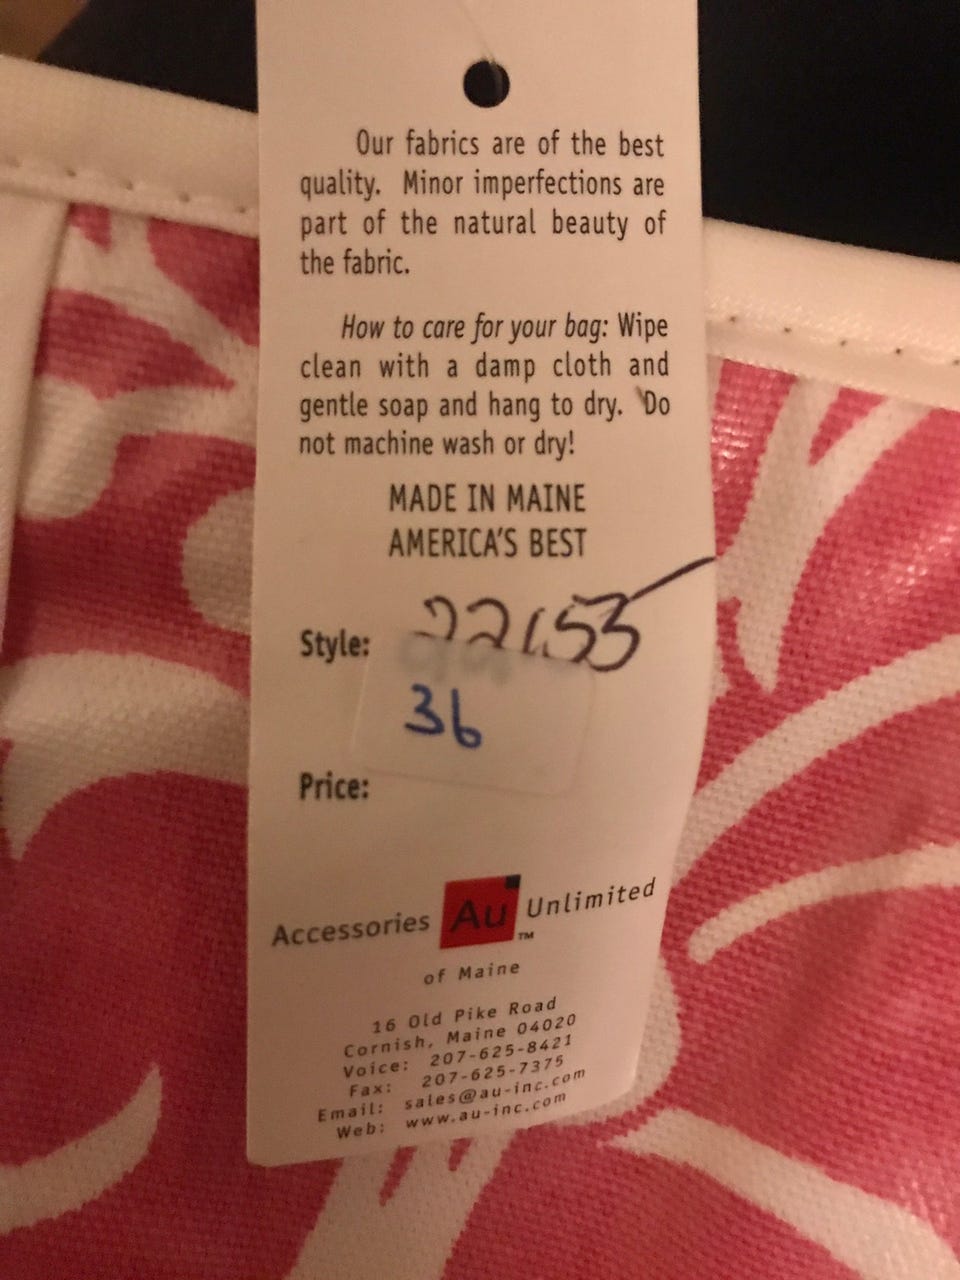 Our fabrics are of the best
quality. Minor imperfections are
part of the natural beauty of
the fabric.
How to care for your bag: Wipe
clean with a damp cloth and
gentle soap and hang to dry. Do
not machine wash or dry!
MADE IN MAINE
AMERICA'S BEST
Style:
36
Price:
Accessories Au Unlimited
TM
of Maine
16 Old Pike Road
Cornish, Maine 04020
Voice: 207-625-8421
Fax: 207-625-7375
Email: sales@au-inc.com
Web: www.au-inc.com